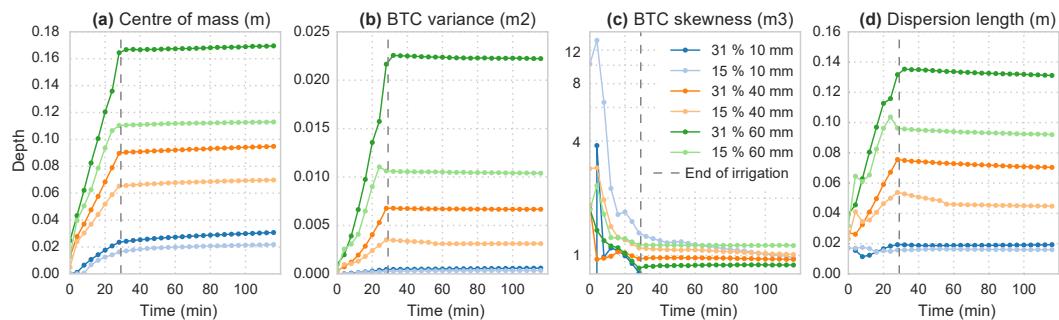 (a) Centre of mass (m)
0.18
0.16
0.14
0.12
0.10
0.08
0.06
0.04
0.02
0.00
Depth
0 20 40 60 80 100
Time (min)
(b) BTC variance (m2)
0.025
0.020
0.015
0.010
0.005
0.000
0 20 40 60 80 100
Time (min)
(c) BTC skewness (m3)
12
8
4
1
31 % 10 mm
15 % 10 mm
31 % 40 mm
15 % 40 mm
31 % 60 mm
15 % 60 mm
End of irrigation
0 20 40 60 80 100
Time (min)
(d) Dispersion length (m)
0.16
0.14
0.12
0.10
0.08
0.06
0.04
0.02
0.00
0 20 40 60 80 100
Time (min)